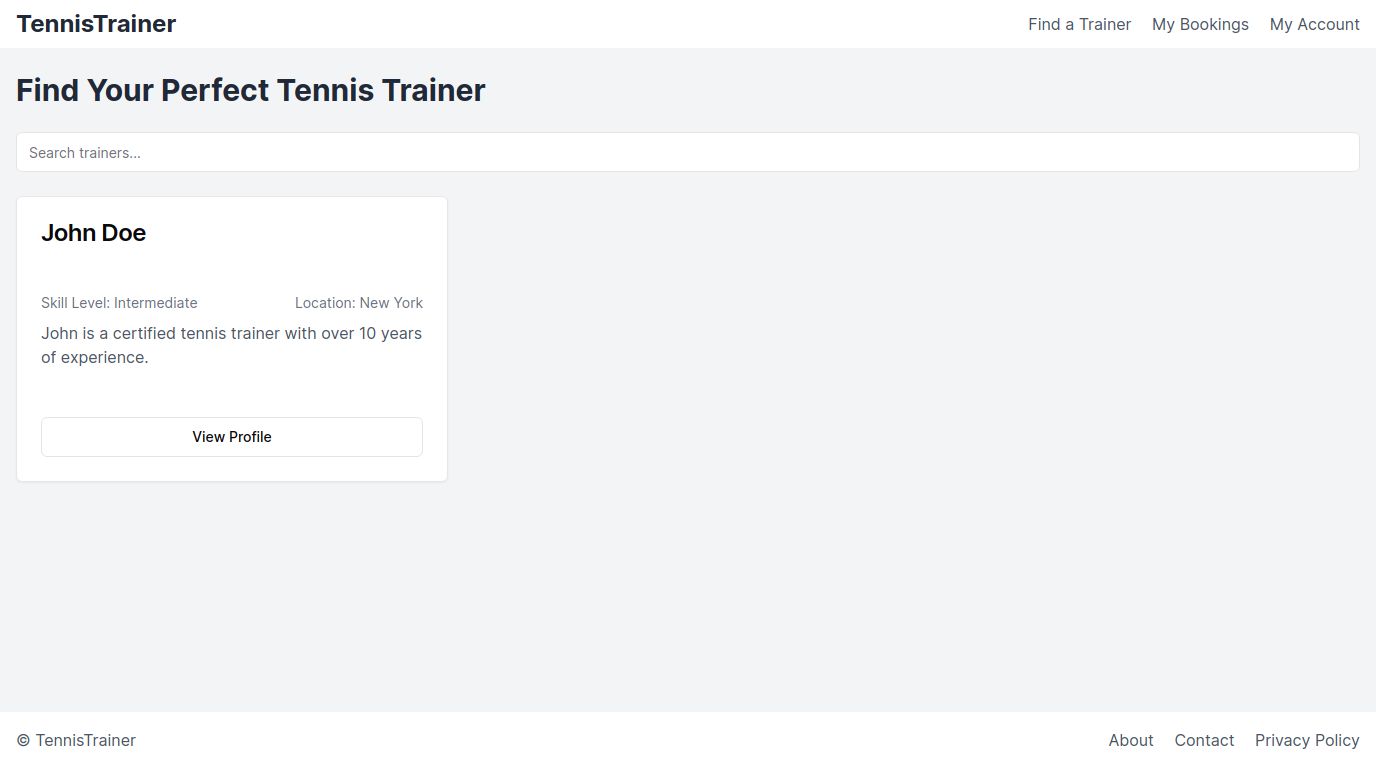 TennisTrainer
Find a Trainer
My Bookings
My Account
Find Your Perfect Tennis Trainer
Search trainers...
John Doe
Skill Level: Intermediate
Location: New York
John is a certified tennis trainer with over 10 years
of experience.
View Profile
© TennisTrainer
About
Contact
Privacy Policy